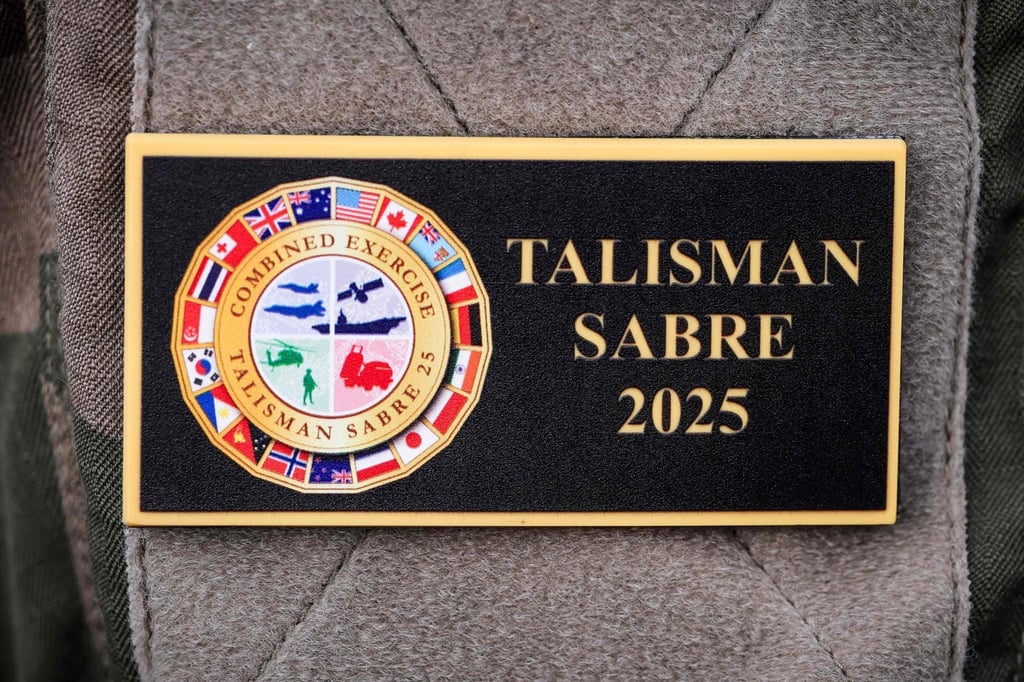 COMBINED EXERCISE
TALISMAN SABRE 25
TALISMAN
SABRE
2025